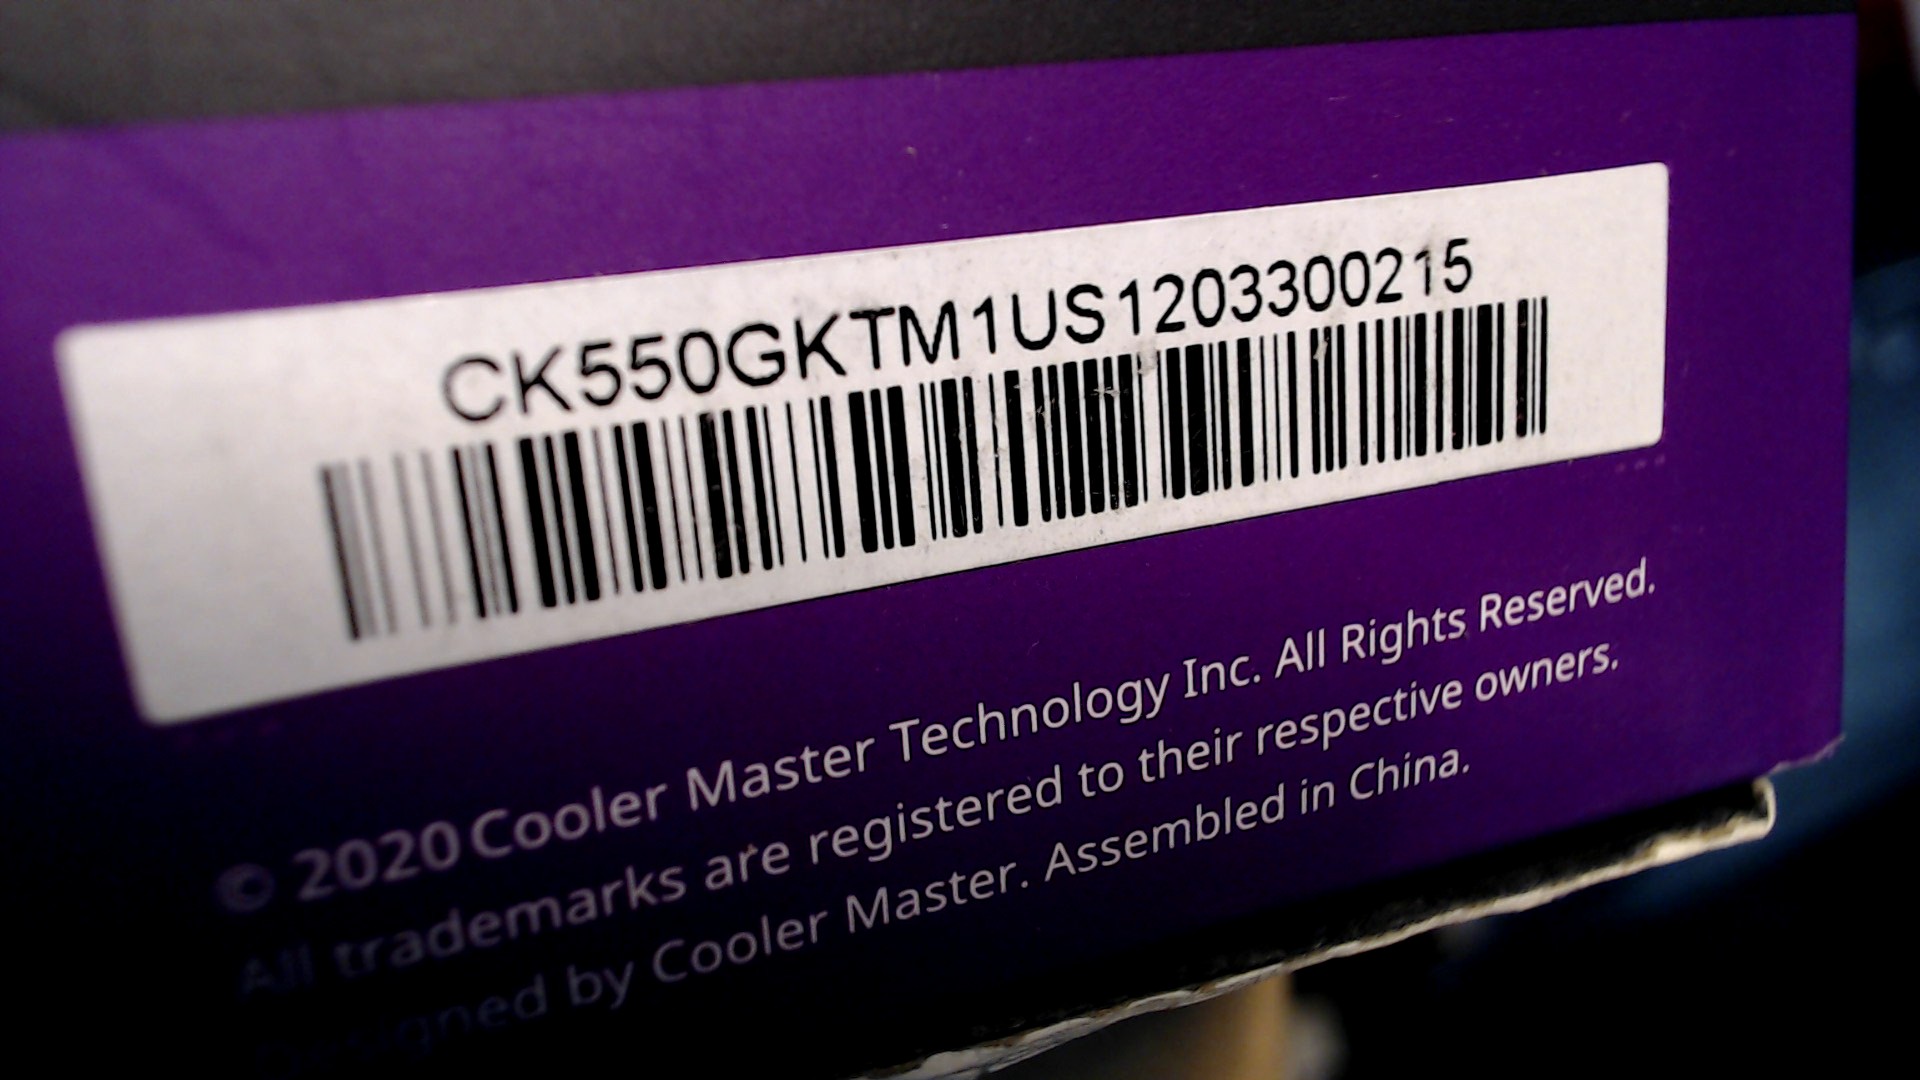 CK550GKTM1US1203300215
© 2020 Cooler Master Technology Inc. All Rights Reserved.
All trademarks are registered to their respective owners.
Designed by Cooler Master. Assembled in China.